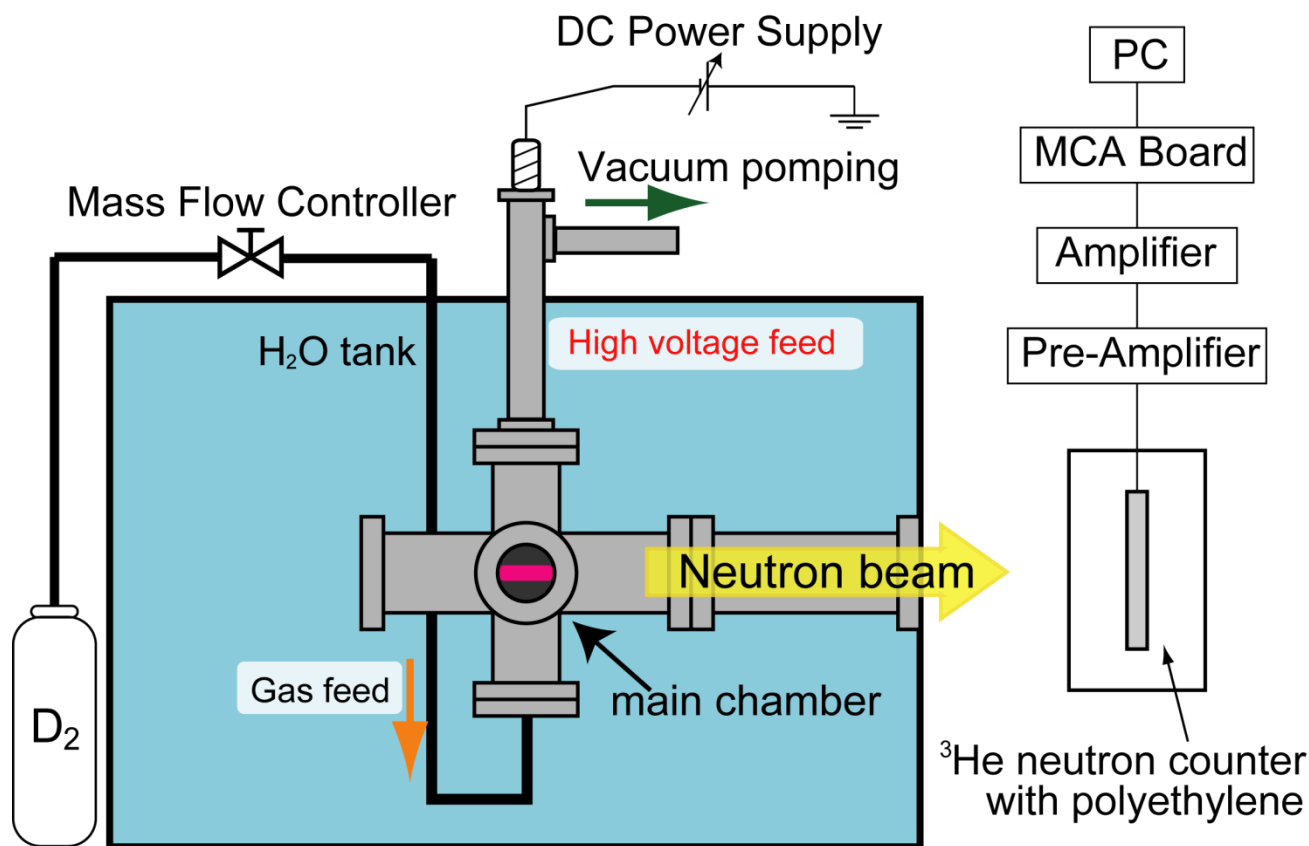 DC Power Supply
PC
MCA Board
Vacuum pumping
Mass Flow Controller
Amplifier
H₂O tank
High voltage feed
Pre-Amplifier
Neutron beam
Gas feed
main chamber
D₂
³He neutron counter
with polyethylene